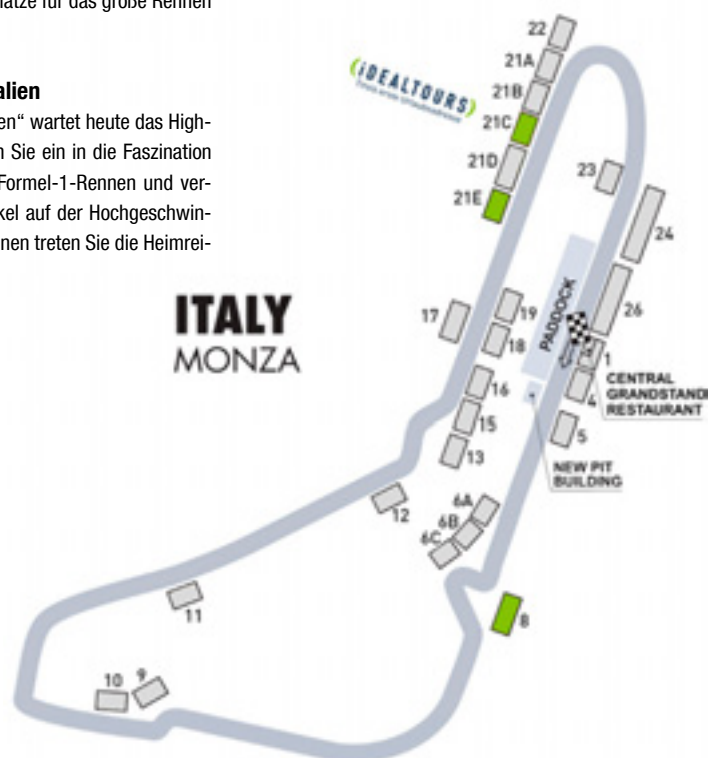 ätze für das große Rennen
alien
en“ wartet heute das High-
n Sie ein in die Faszination
Formel-1-Rennen und ver-
kel auf der Hochgeschwin-
nen treten Sie die Heimrei-
ITALY
MONZA
(iDEALTOURS)
22
21A
21B
21C
21D
21E
23
24
17
19
18
26
PADDOCK
1
4
CENTRAL
GRANDSTAND
RESTAURANT
5
16
15
13
NEW PIT
BUILDING
12
6A
6B
6C
8
11
10
9